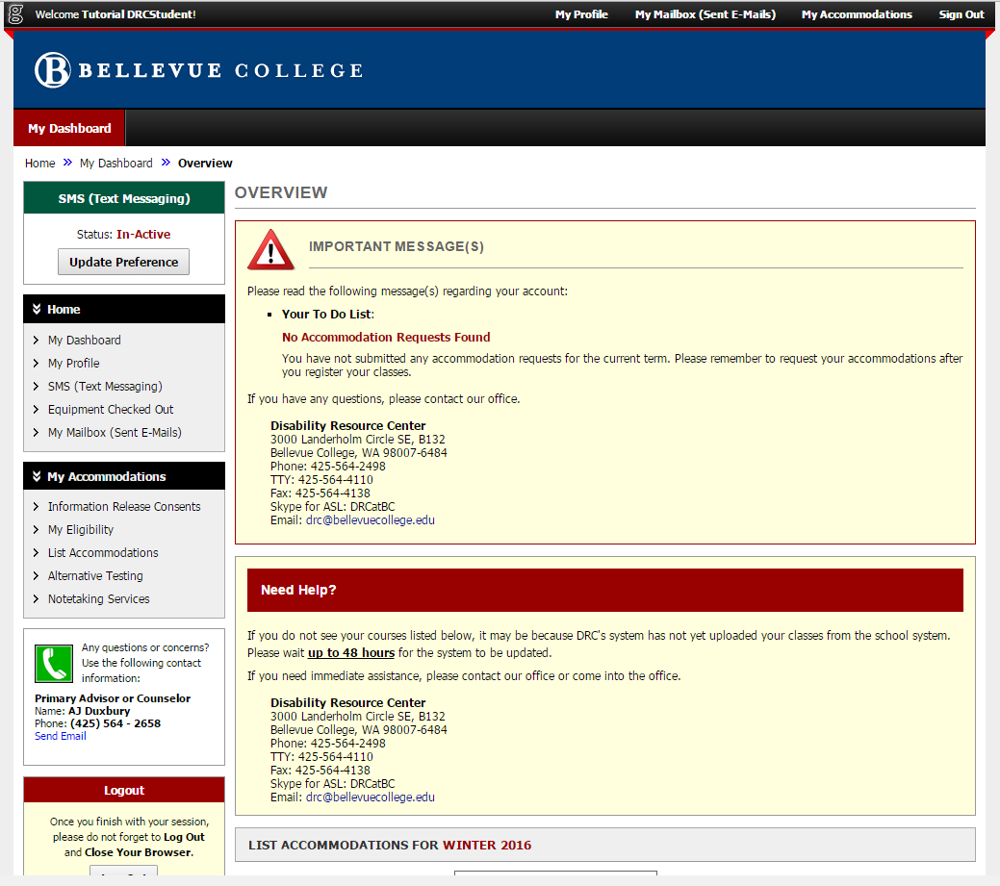 Welcome Tutorial DRCStudent!
My Profile My Mailbox (Sent E-Mails) My Accommodations Sign Out
B BELLEVUE COLLEGE
My Dashboard
Home » My Dashboard » Overview
SMS (Text Messaging)
Status: In-Active
Update Preference
Home
My Dashboard
My Profile
SMS (Text Messaging)
Equipment Checked Out
My Mailbox (Sent E-Mails)
My Accommodations
Information Release Consents
My Eligibility
List Accommodations
Alternative Testing
Notetaking Services
Any questions or concerns?
Use the following contact
information:
Primary Advisor or Counselor
Name: AJ Duxbury
Phone: (425) 564 - 2658
Send Email
Logout
Once you finish with your session,
please do not forget to Log Out
and Close Your Browser.
OVERVIEW
IMPORTANT MESSAGE(S)
Please read the following message(s) regarding your account:
Your To Do List:
No Accommodation Requests Found
You have not submitted any accommodation requests for the current term. Please remember to request your accommodations after
you register your classes.
If you have any questions, please contact our office.
Disability Resource Center
3000 Landerholm Circle SE, B132
Bellevue College, WA 98007-6484
Phone: 425-564-2498
TTY: 425-564-4110
Fax: 425-564-4138
Skype for ASL: DRCatBC
Email: drc@bellevuecollege.edu
Need Help?
If you do not see your courses listed below, it may be because DRC's system has not yet uploaded your classes from the school system.
Please wait up to 48 hours for the system to be updated.
If you need immediate assistance, please contact our office or come into the office.
Disability Resource Center
3000 Landerholm Circle SE, B132
Bellevue College, WA 98007-6484
Phone: 425-564-2498
TTY: 425-564-4110
Fax: 425-564-4138
Skype for ASL: DRCatBC
Email: drc@bellevuecollege.edu
LIST ACCOMMODATIONS FOR WINTER 2016